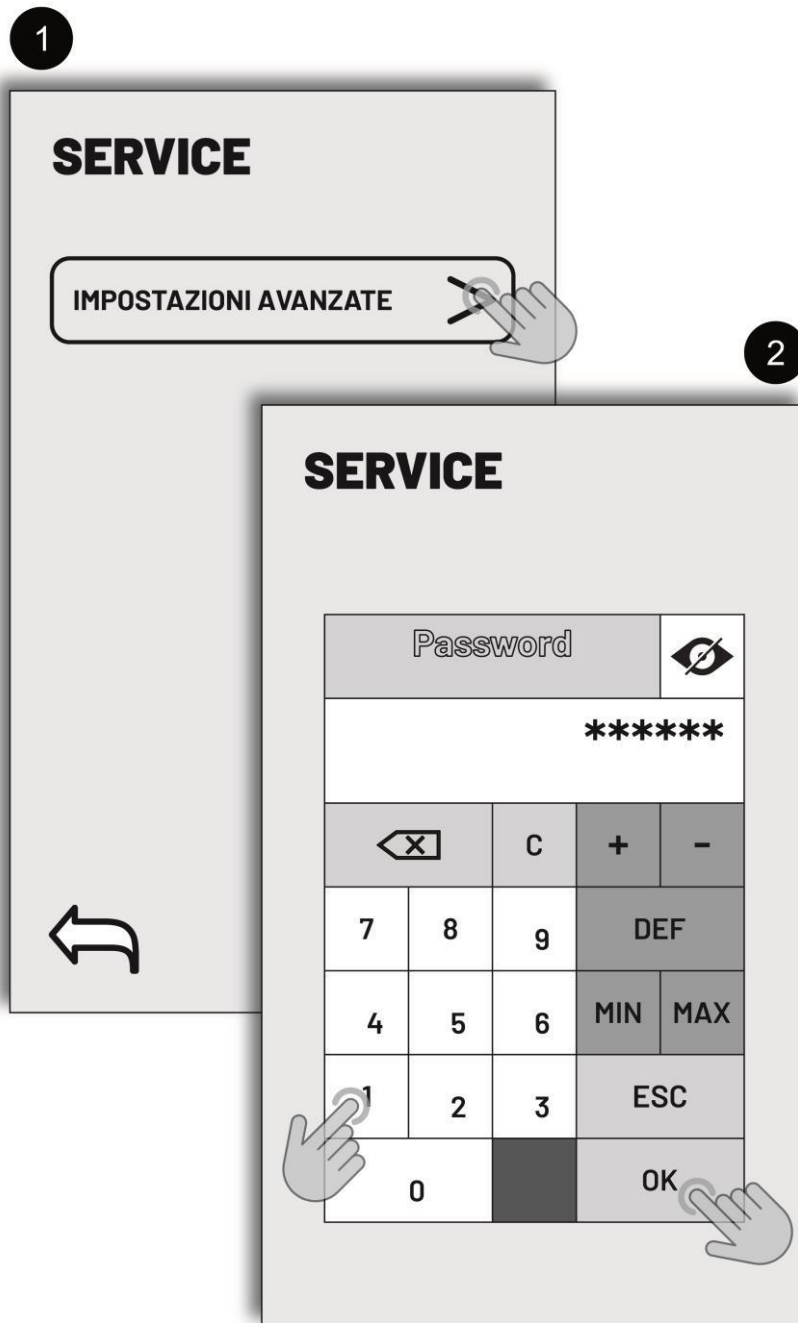 1
SERVICE
IMPOSTAZIONI AVANZATE
2
SERVICE
Password
******
C + -
7 8 9 DEF
4 5 6 MIN MAX
1 2 3 ESC
0 OK